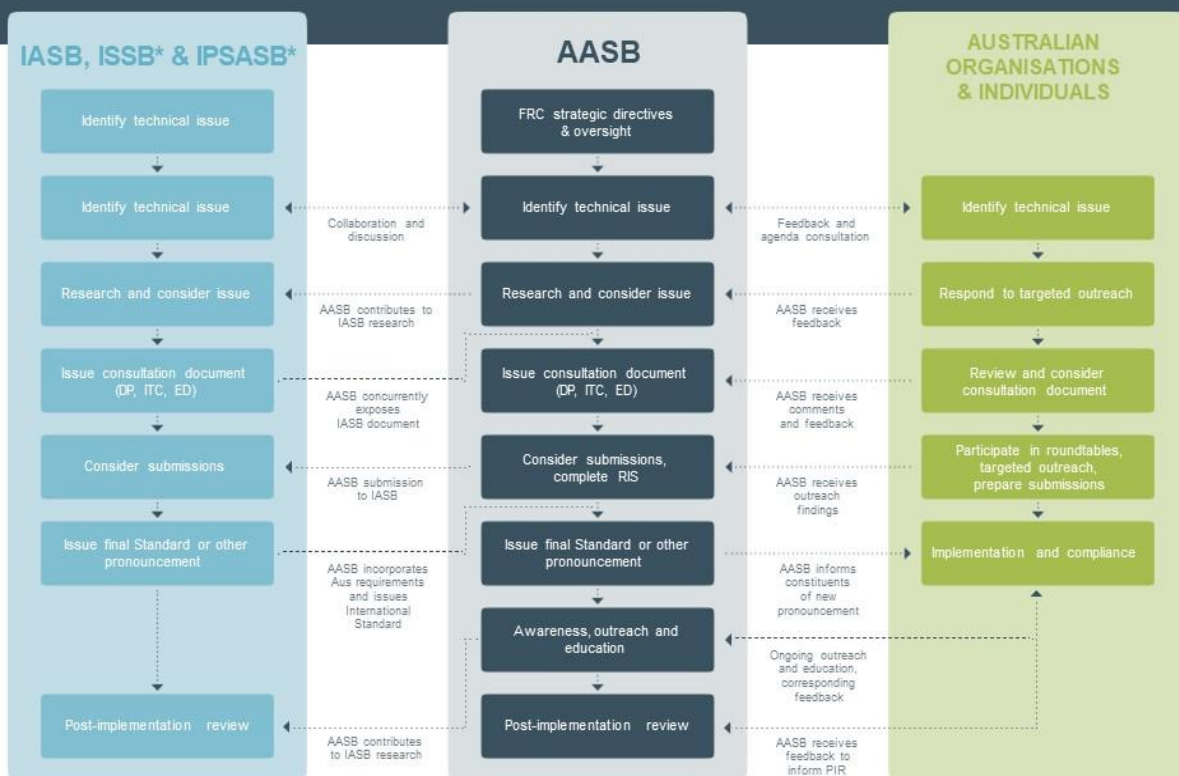 IASB, ISSB* & IPSASB*
Identify technical issue
Identify technical issue
Research and consider issue
Issue consultation document
(DP, ITC, ED)
Consider submissions
Issue final Standard or other
pronouncement
Post-implementation review
Collaboration and
discussion
AASB contributes to
IASB research
AASB concurrently
exposes
IASB document
AASB submission
to IASB
AASB incorporates
Aus requirements
and issues
International
Standard
AASB contributes
to IASB research
AASB
FRC strategic directives
& oversight
Identify technical issue
Research and consider issue
Issue consultation document
(DP, ITC, ED)
Consider submissions,
complete RIS
Issue final Standard or other
pronouncement
Awareness, outreach and
education
Post-implementation review
Feedback and
agenda consultation
AASB receives
feedback
AASB receives
comments
and feedback
AASB receives
outreach
findings
AASB informs
constituents
of new
pronouncement
Ongoing outreach
and education,
corresponding
feedback
AASB receives
feedback to
inform PIR
AUSTRALIAN
ORGANISATIONS
& INDIVIDUALS
Identify technical issue
Respond to targeted outreach
Review and consider
consultation document
Participate in roundtables,
targeted outreach,
prepare submissions
Implementation and compliance